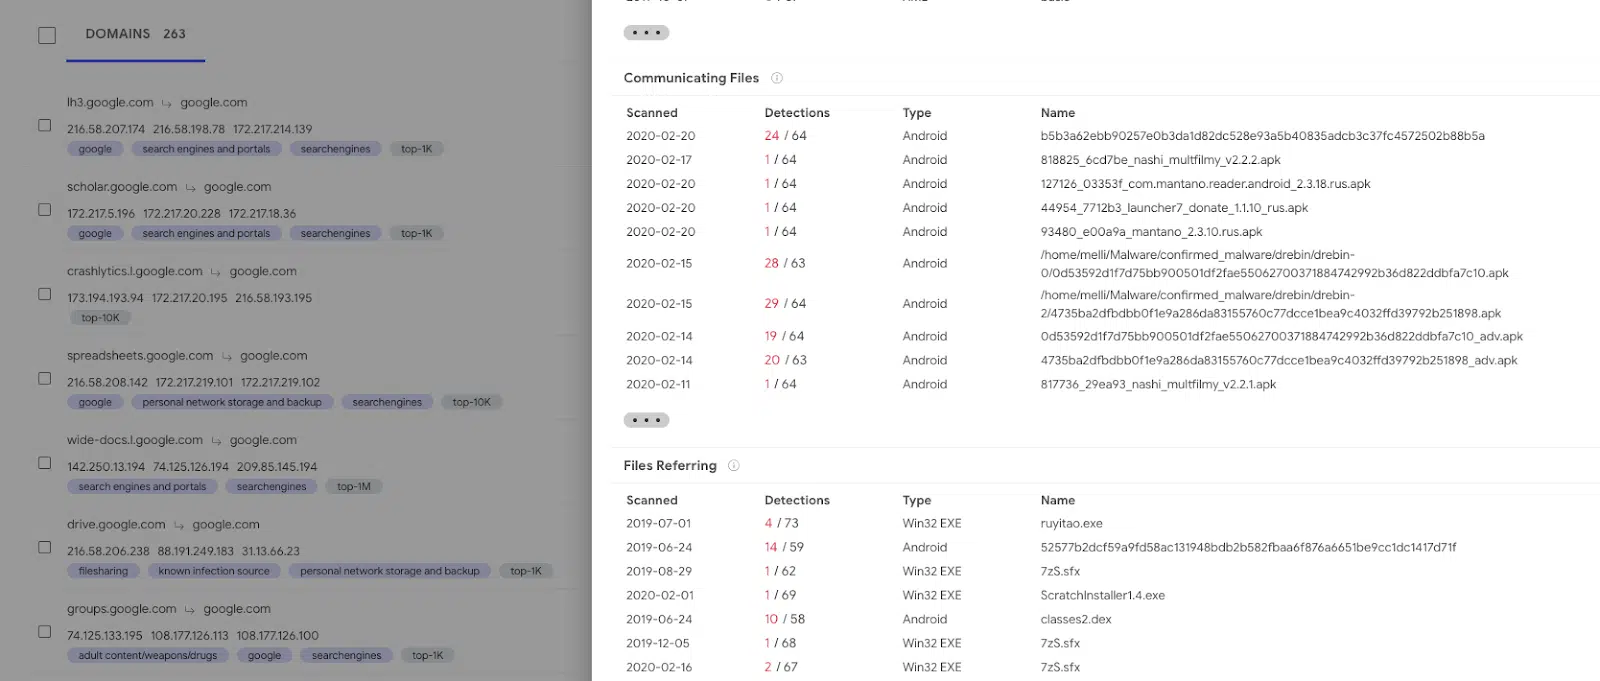 DOMAINS 263
lh3.google.com google.com
216.58.207.174 216.58.198.78 172.217.214.139
google search engines and portals searchengines top-1K
scholar.google.com google.com
172.217.5.196 172.217.20.228 172.217.18.36
google search engines and portals searchengines top-1K
crashlytics.l.google.com google.com
173.194.193.94 172.217.20.195 216.58.193.195
top-10K
spreadsheets.google.com google.com
216.58.208.142 172.217.219.101 172.217.219.102
google personal network storage and backup searchengines top-10K
wide-docs.l.google.com google.com
142.250.13.194 74.125.126.194 209.85.145.194
search engines and portals searchengines top-1M
drive.google.com google.com
216.58.206.238 88.191.249.183 31.13.66.23
filesharing known infection source personal network storage and backup top-1K
groups.google.com google.com
74.125.133.195 108.177.126.113 108.177.126.100
adult content/weapons/drugs google searchengines top-1K
Communicating Files
Scanned Detections Type Name
2020-02-20 24 / 64 Android b5b3a62ebb90257e0b3da1d82dc528e93a5b40835adcb3c37fc4572502b88b5a
2020-02-17 1 / 64 Android 818825_6cd7be_nashi_multfilmy_v2.2.2.apk
2020-02-20 1 / 64 Android 127126_03353f_com.mantano.reader.android_2.3.18.rus.apk
2020-02-20 1 / 64 Android 44954_7712b3_launcher7_donate_1.1.10_rus.apk
2020-02-20 1 / 64 Android 93480_e00a9a_mantano_2.3.10.rus.apk
2020-02-15 28 / 63 Android /home/melli/Malware/confirmed_malware/drebin/drebin-
0/0d53592d1f7d75bb900501df2fae55062700371884742992b36d822ddbfa7c10.apk
2020-02-15 29 / 64 Android /home/melli/Malware/confirmed_malware/drebin/drebin-
2/4735ba2dfbdbb0f1e9a286da83155760c77dcce1bea9c4032ffd39792b251898.apk
2020-02-14 19 / 64 Android 0d53592d1f7d75bb900501df2fae55062700371884742992b36d822ddbfa7c10_adv.apk
2020-02-14 20 / 63 Android 4735ba2dfbdbb0f1e9a286da83155760c77dcce1bea9c4032ffd39792b251898_adv.apk
2020-02-11 1 / 64 Android 817736_29ea93_nashi_multfilmy_v2.2.1.apk
Files Referring
Scanned Detections Type Name
2019-07-01 4 / 73 Win32 EXE ruyitao.exe
2019-06-24 14 / 59 Android 52577b2dcf59a9fd58ac131948bdb2b582fbaa6f876a6651be9cc1dc1417d71f
2019-08-29 1 / 62 Win32 EXE 7zS.sfx
2020-02-01 1 / 69 Win32 EXE ScratchInstaller1.4.exe
2019-06-24 10 / 58 Android classes2.dex
2019-12-05 1 / 68 Win32 EXE 7zS.sfx
2020-02-16 2 / 67 Win32 EXE 7zS.sfx